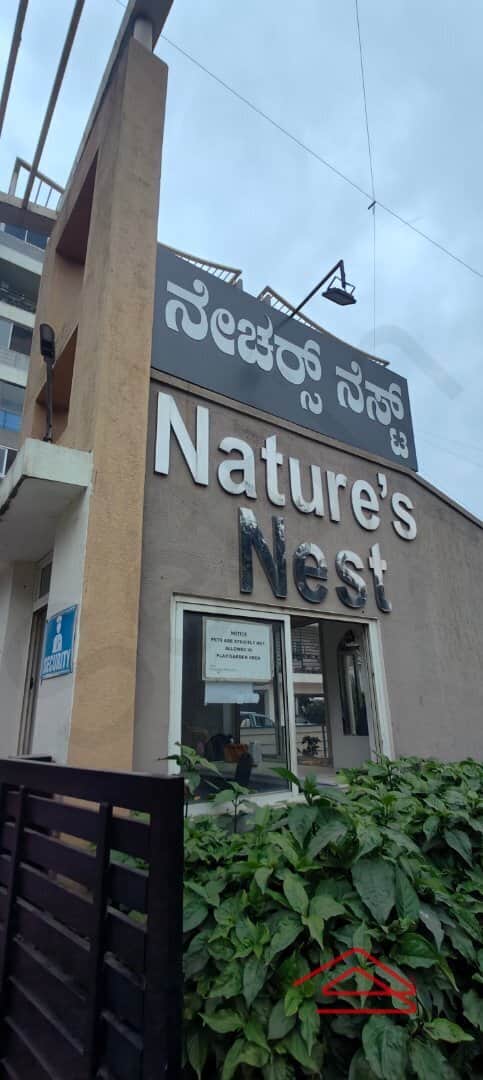 ನೇಚರ್ಸ್ ನೆಸ್ಟ್
Nature's
Nest
NOTICE
PETS ARE STRICTLY NOT
ALLOWED IN
PLAY/GARDEN AREA
SECURITY